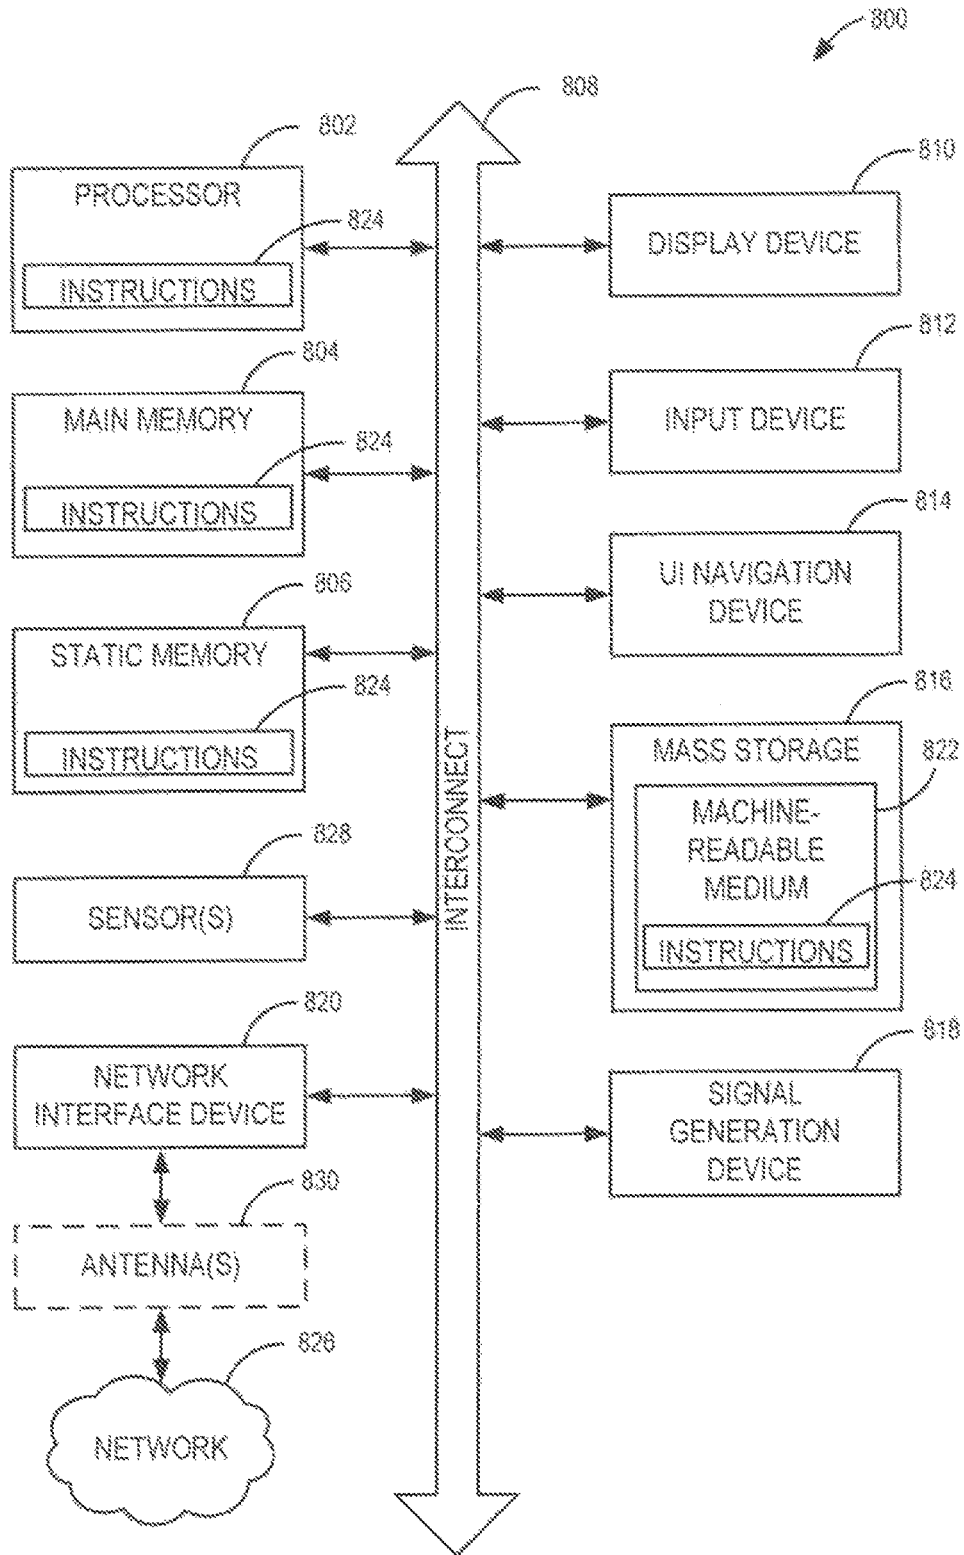 800
808
802
PROCESSOR
824
INSTRUCTIONS
804
MAIN MEMORY
824
INSTRUCTIONS
806
STATIC MEMORY
824
INSTRUCTIONS
828
SENSOR(S)
820
NETWORK
INTERFACE DEVICE
830
ANTENNA(S)
826
NETWORK
INTERCONNECT
810
DISPLAY DEVICE
812
INPUT DEVICE
814
UI NAVIGATION
DEVICE
816
MASS STORAGE
822
MACHINE-
READABLE
MEDIUM
824
INSTRUCTIONS
818
SIGNAL
GENERATION
DEVICE